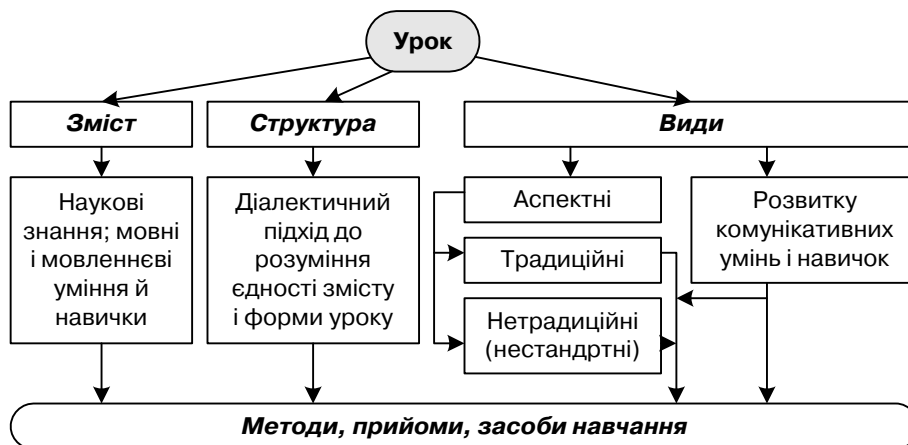 Урок
Зміст
Структура
Види
Наукові
знання; мовні
і мовленнєві
уміння й
навички
Діалектичний
підхід до
розуміння
єдності змісту
і форми уроку
Аспектні
Традиційні
Нетрадиційні
(нестандртні)
Розвитку
комунікативних
умінь і навичок
Методи, прийоми, засоби навчання